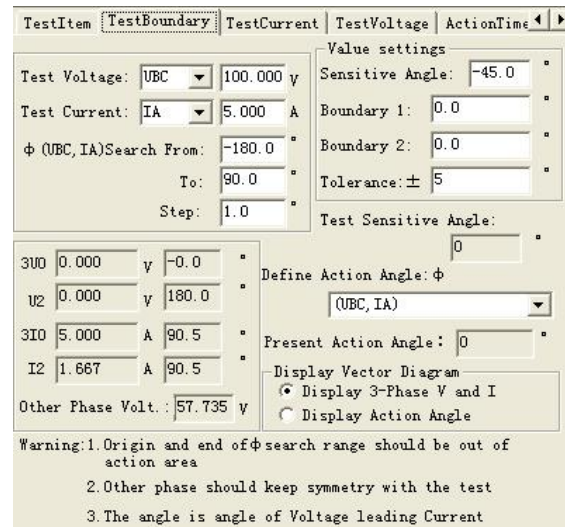 TestItem TestBoundary TestCurrent TestVoltage ActionTime
Test Voltage: UBC 100.000 V
Test Current: IA 5.000 A
φ (UBC, IA)Search From: -180.0 °
To: 90.0 °
Step: 1.0 °
Value settings
Sensitive Angle: -45.0 °
Boundary 1: 0.0 °
Boundary 2: 0.0 °
Tolerance: ± 5 °
Test Sensitive Angle:
0 °
3U0 0.000 V -0.0 °
U2 0.000 V 180.0 °
3I0 5.000 A 90.5 °
I2 1.667 A 90.5 °
Other Phase Volt.: 57.735 V
Define Action Angle: φ
(UBC, IA)
Present Action Angle: 0 °
Display Vector Diagram
Display 3-Phase V and I
Display Action Angle
Warning:1.Origin and end ofφsearch range should be out of
action area
2.Other phase should keep symmetry with the test
3.The angle is angle of Voltage leading Current